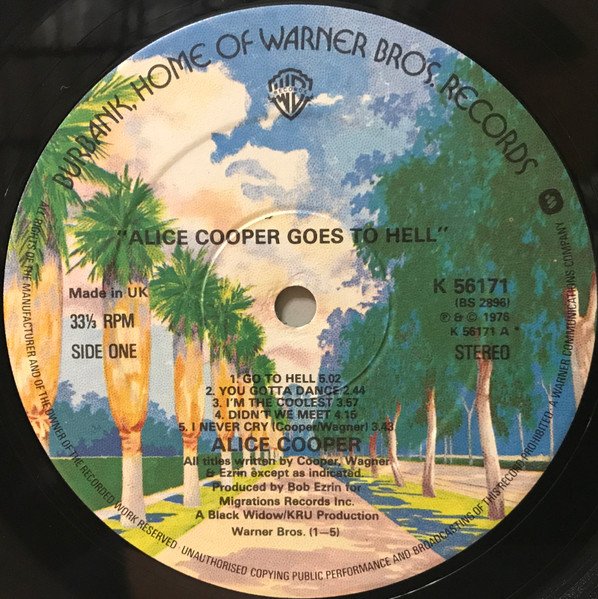 BURBANK, HOME OF WARNER BROS. RECORDS
"ALICE COOPER GOES TO HELL"
Made in UK
33⅓ RPM
SIDE ONE
K 56171
(BS 2896)
℗ & © 1976
K 56171 A *
STEREO
1. GO TO HELL 5.02
2. YOU GOTTA DANCE 2.44
3. I'M THE COOLEST 3.57
4. DIDN'T WE MEET 4.15
5. I NEVER CRY (Cooper/Wagner) 3.43
ALICE COOPER
All titles written by Cooper, Wagner
& Ezrin except as indicated.
Produced by Bob Ezrin for
Migrations Records Inc.
A Black Widow/KRU Production
Warner Bros. (1—5)
ALL RIGHTS OF THE MANUFACTURER AND OF THE OWNER OF THE RECORDED WORK RESERVED · UNAUTHORISED COPYING PUBLIC PERFORMANCE AND BROADCASTING OF THIS RECORD PROHIBITED · A WARNER COMMUNICATIONS COMPANY